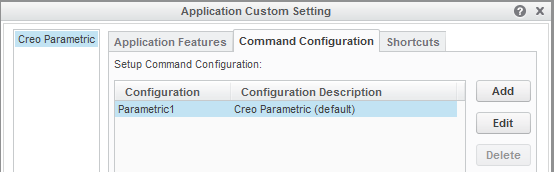 Application Custom Setting
Creo Parametric
Application Features Command Configuration Shortcuts
Setup Command Configuration:
Configuration Configuration Description
Parametric1 Creo Parametric (default)
Add
Edit
Delete